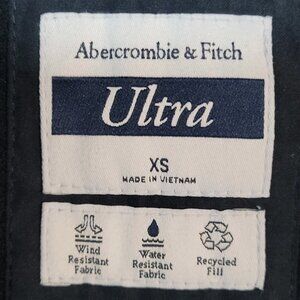 Abercrombie & Fitch
Ultra
XS
MADE IN VIETNAM
Wind
Resistant
Fabric
Water
Resistant
Fabric
Recycled
Fill